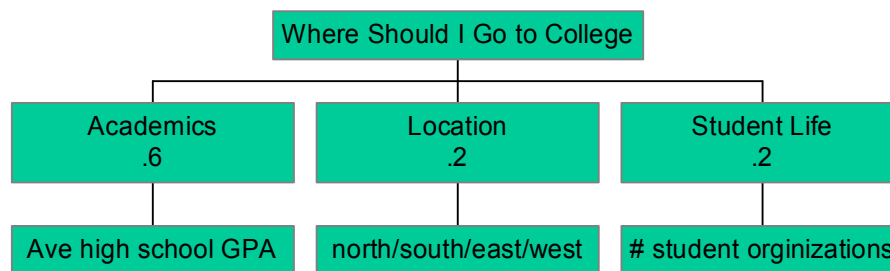 Where Should I Go to College
Academics
.6
Location
.2
Student Life
.2
Ave high school GPA
north/south/east/west
# student orginizations